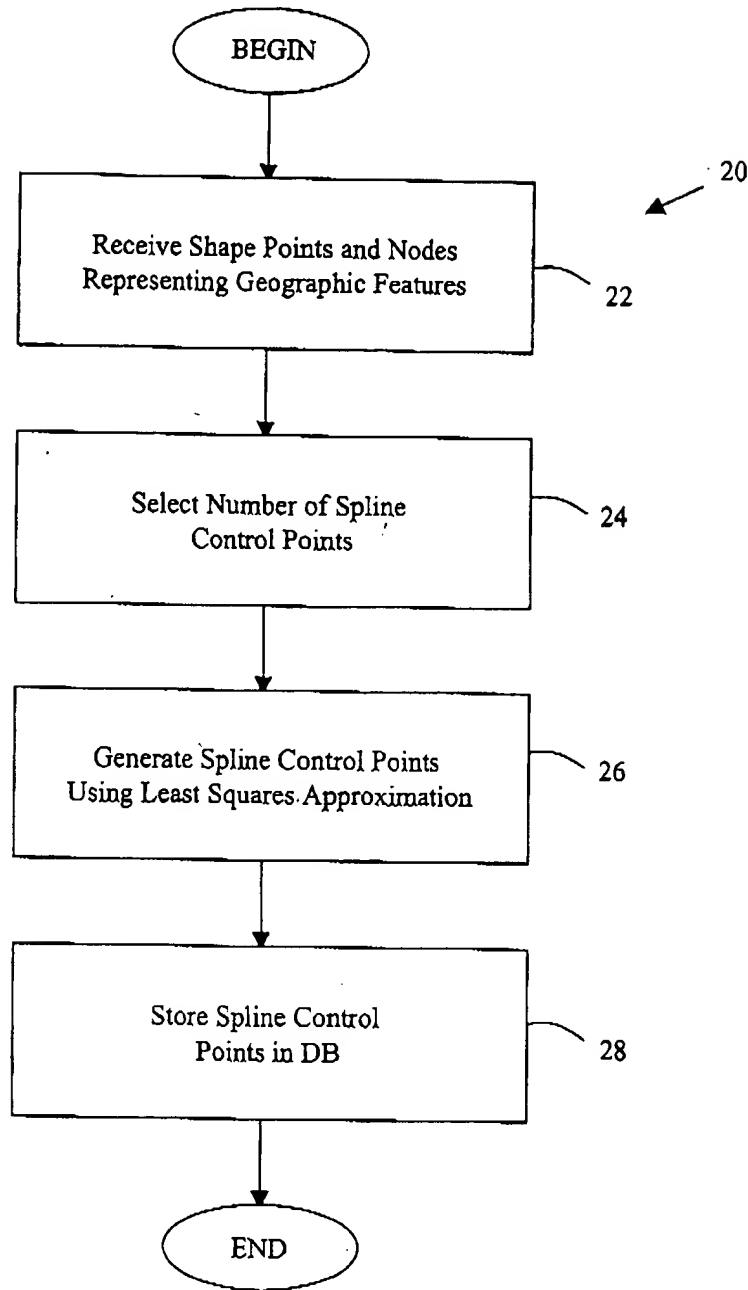 BEGIN
20
Receive Shape Points and Nodes
Representing Geographic Features
22
Select Number of Spline
Control Points
24
Generate Spline Control Points
Using Least Squares Approximation
26
Store Spline Control
Points in DB
28
END